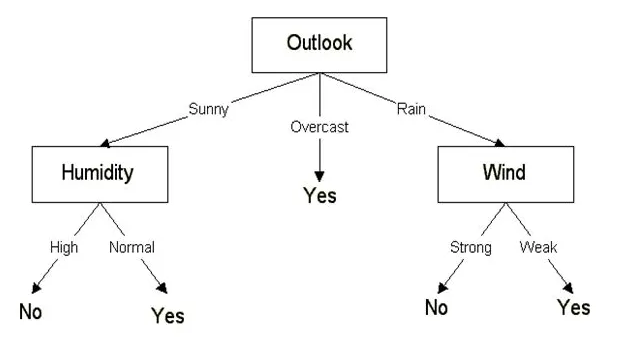 Outlook
Sunny
Overcast
Rain
Humidity
Yes
Wind
High
Normal
Strong
Weak
No
Yes
No
Yes